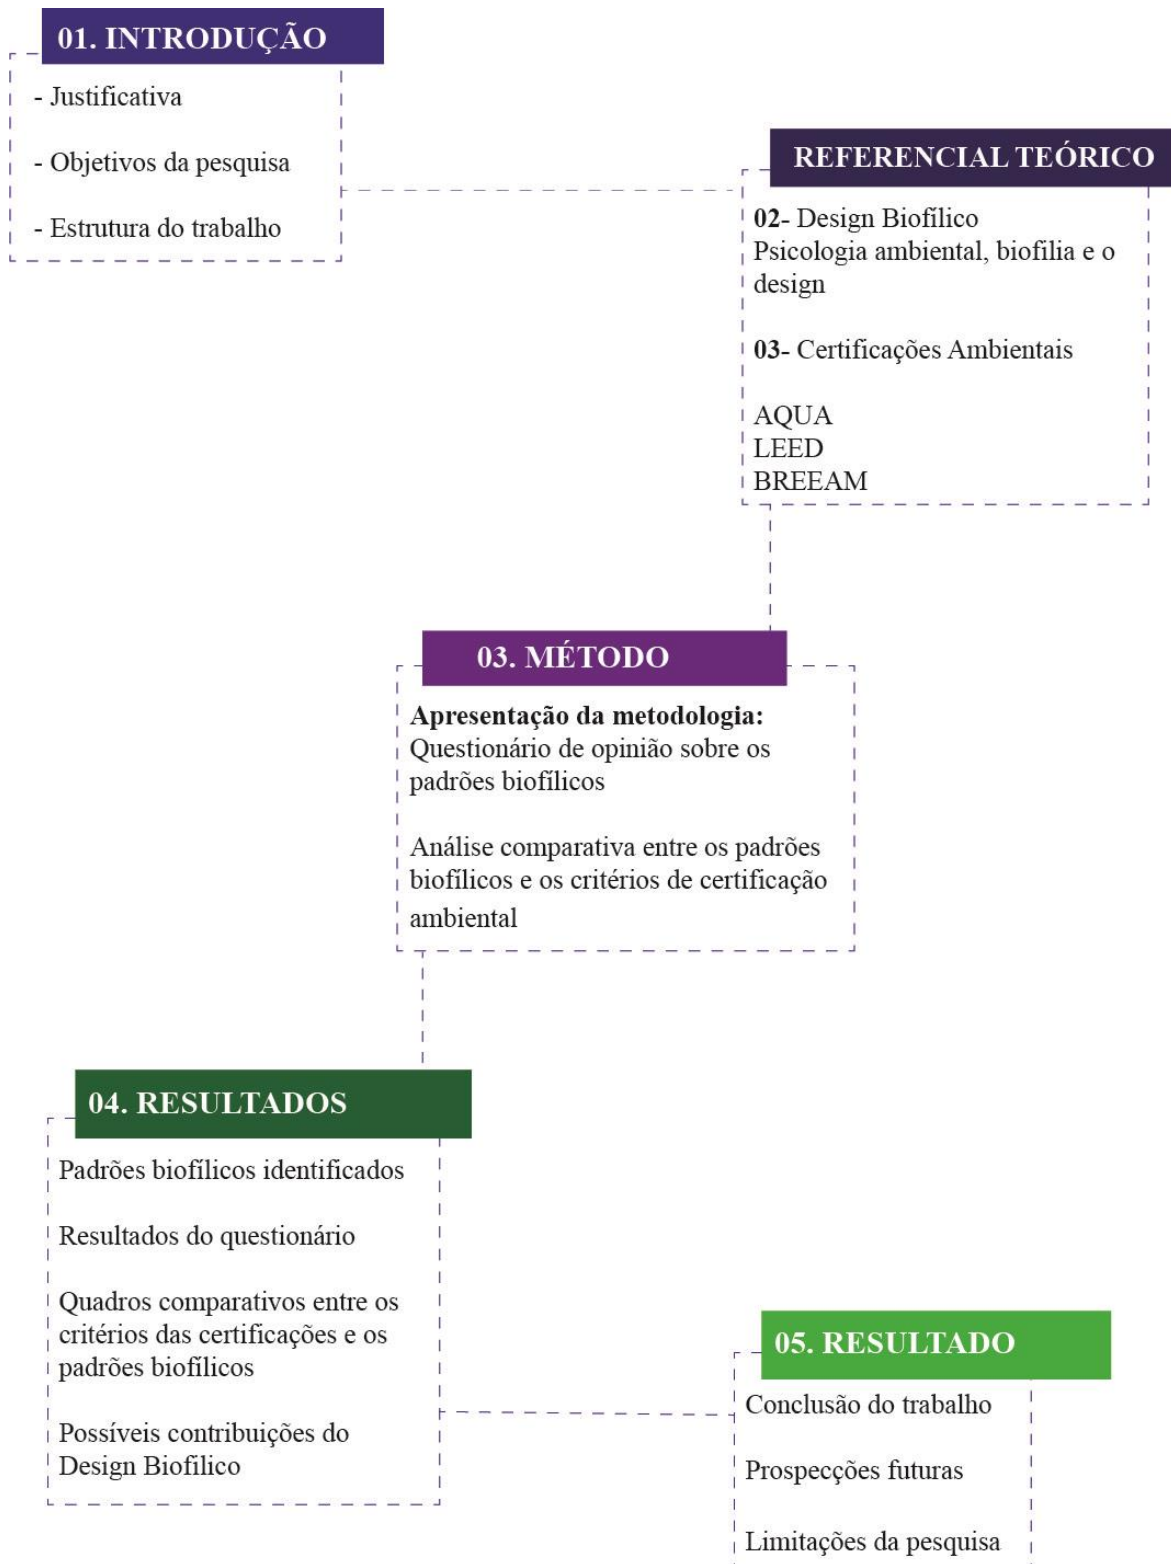 01. INTRODUÇÃO
- Justificativa
- Objetivos da pesquisa
- Estrutura do trabalho
REFERENCIAL TEÓRICO
02- Design Biofílico
Psicologia ambiental, biofilia e o
design
03- Certificações Ambientais
AQUA
LEED
BREEAM
03. MÉTODO
Apresentação da metodologia:
Questionário de opinião sobre os
padrões biofílicos
Análise comparativa entre os padrões
biofílicos e os critérios de certificação
ambiental
04. RESULTADOS
Padrões biofílicos identificados
Resultados do questionário
Quadros comparativos entre os
critérios das certificações e os
padrões biofílicos
Possíveis contribuições do
Design Biofilico
05. RESULTADO
Conclusão do trabalho
Prospecções futuras
Limitações da pesquisa